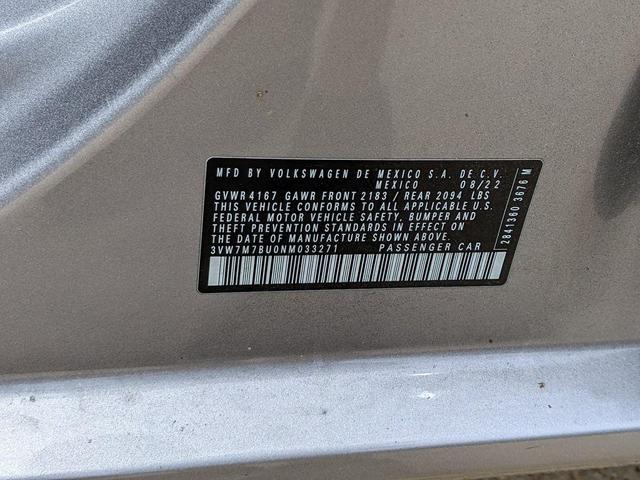 MFD BY VOLKSWAGEN DE MEXICO S.A. DE C.V.
MEXICO 08/22
GVWR 4167 GAWR FRONT 2183 / REAR 2094 LBS
THIS VEHICLE CONFORMS TO ALL APPLICABLE U.S.
FEDERAL MOTOR VEHICLE SAFETY, BUMPER AND
THEFT PREVENTION STANDARDS IN EFFECT ON
THE DATE OF MANUFACTURE SHOWN ABOVE.
3VW7M7BU0NM033271 PASSENGER CAR
2841360 3676 M